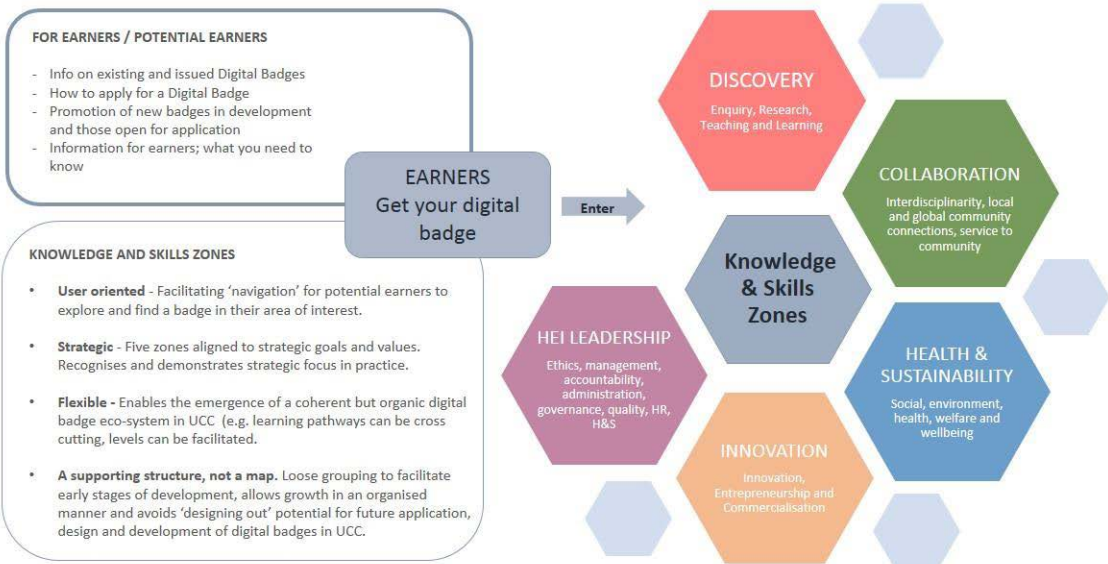 FOR EARNERS / POTENTIAL EARNERS
- Info on existing and issued Digital Badges
- How to apply for a Digital Badge
- Promotion of new badges in development
and those open for application
- Information for earners; what you need to
know
EARNERS
Get your digital
badge
Enter
KNOWLEDGE AND SKILLS ZONES
• User oriented - Facilitating ‘navigation’ for potential earners to
explore and find a badge in their area of interest.
• Strategic - Five zones aligned to strategic goals and values.
Recognises and demonstrates strategic focus in practice.
• Flexible - Enables the emergence of a coherent but organic digital
badge eco-system in UCC (e.g. learning pathways can be cross
cutting, levels can be facilitated.
• A supporting structure, not a map. Loose grouping to facilitate
early stages of development, allows growth in an organised
manner and avoids ‘designing out’ potential for future application,
design and development of digital badges in UCC.
DISCOVERY
Enquiry, Research,
Teaching and Learning
COLLABORATION
Interdisciplinarity, local
and global community
connections, service to
community
Knowledge
& Skills
Zones
HEI LEADERSHIP
Ethics, management,
accountability,
administration,
governance, quality, HR,
H&S
HEALTH &
SUSTAINABILITY
Social, environment,
health, welfare and
wellbeing
INNOVATION
Innovation,
Entrepreneurship and
Commercialisation